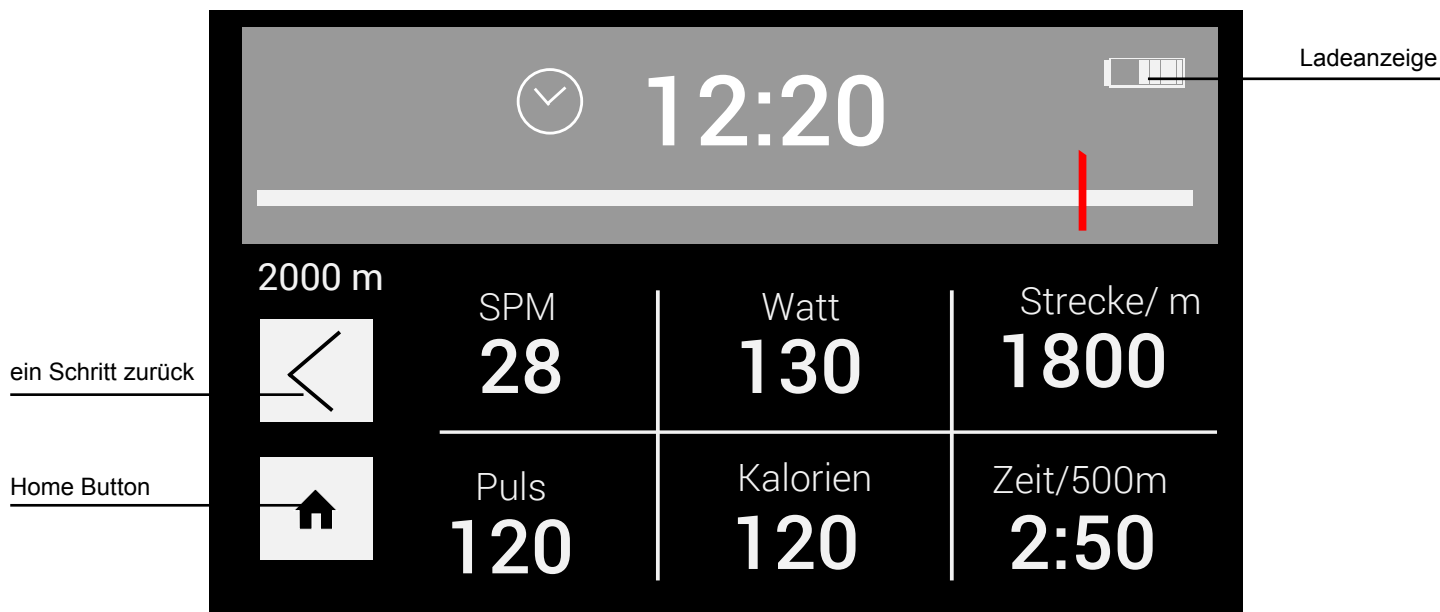 12:20
Ladeanzeige
2000 m
ein Schritt zurück
Home Button
SPM
28
Watt
130
Strecke/ m
1800
Puls
120
Kalorien
120
Zeit/500m
2:50